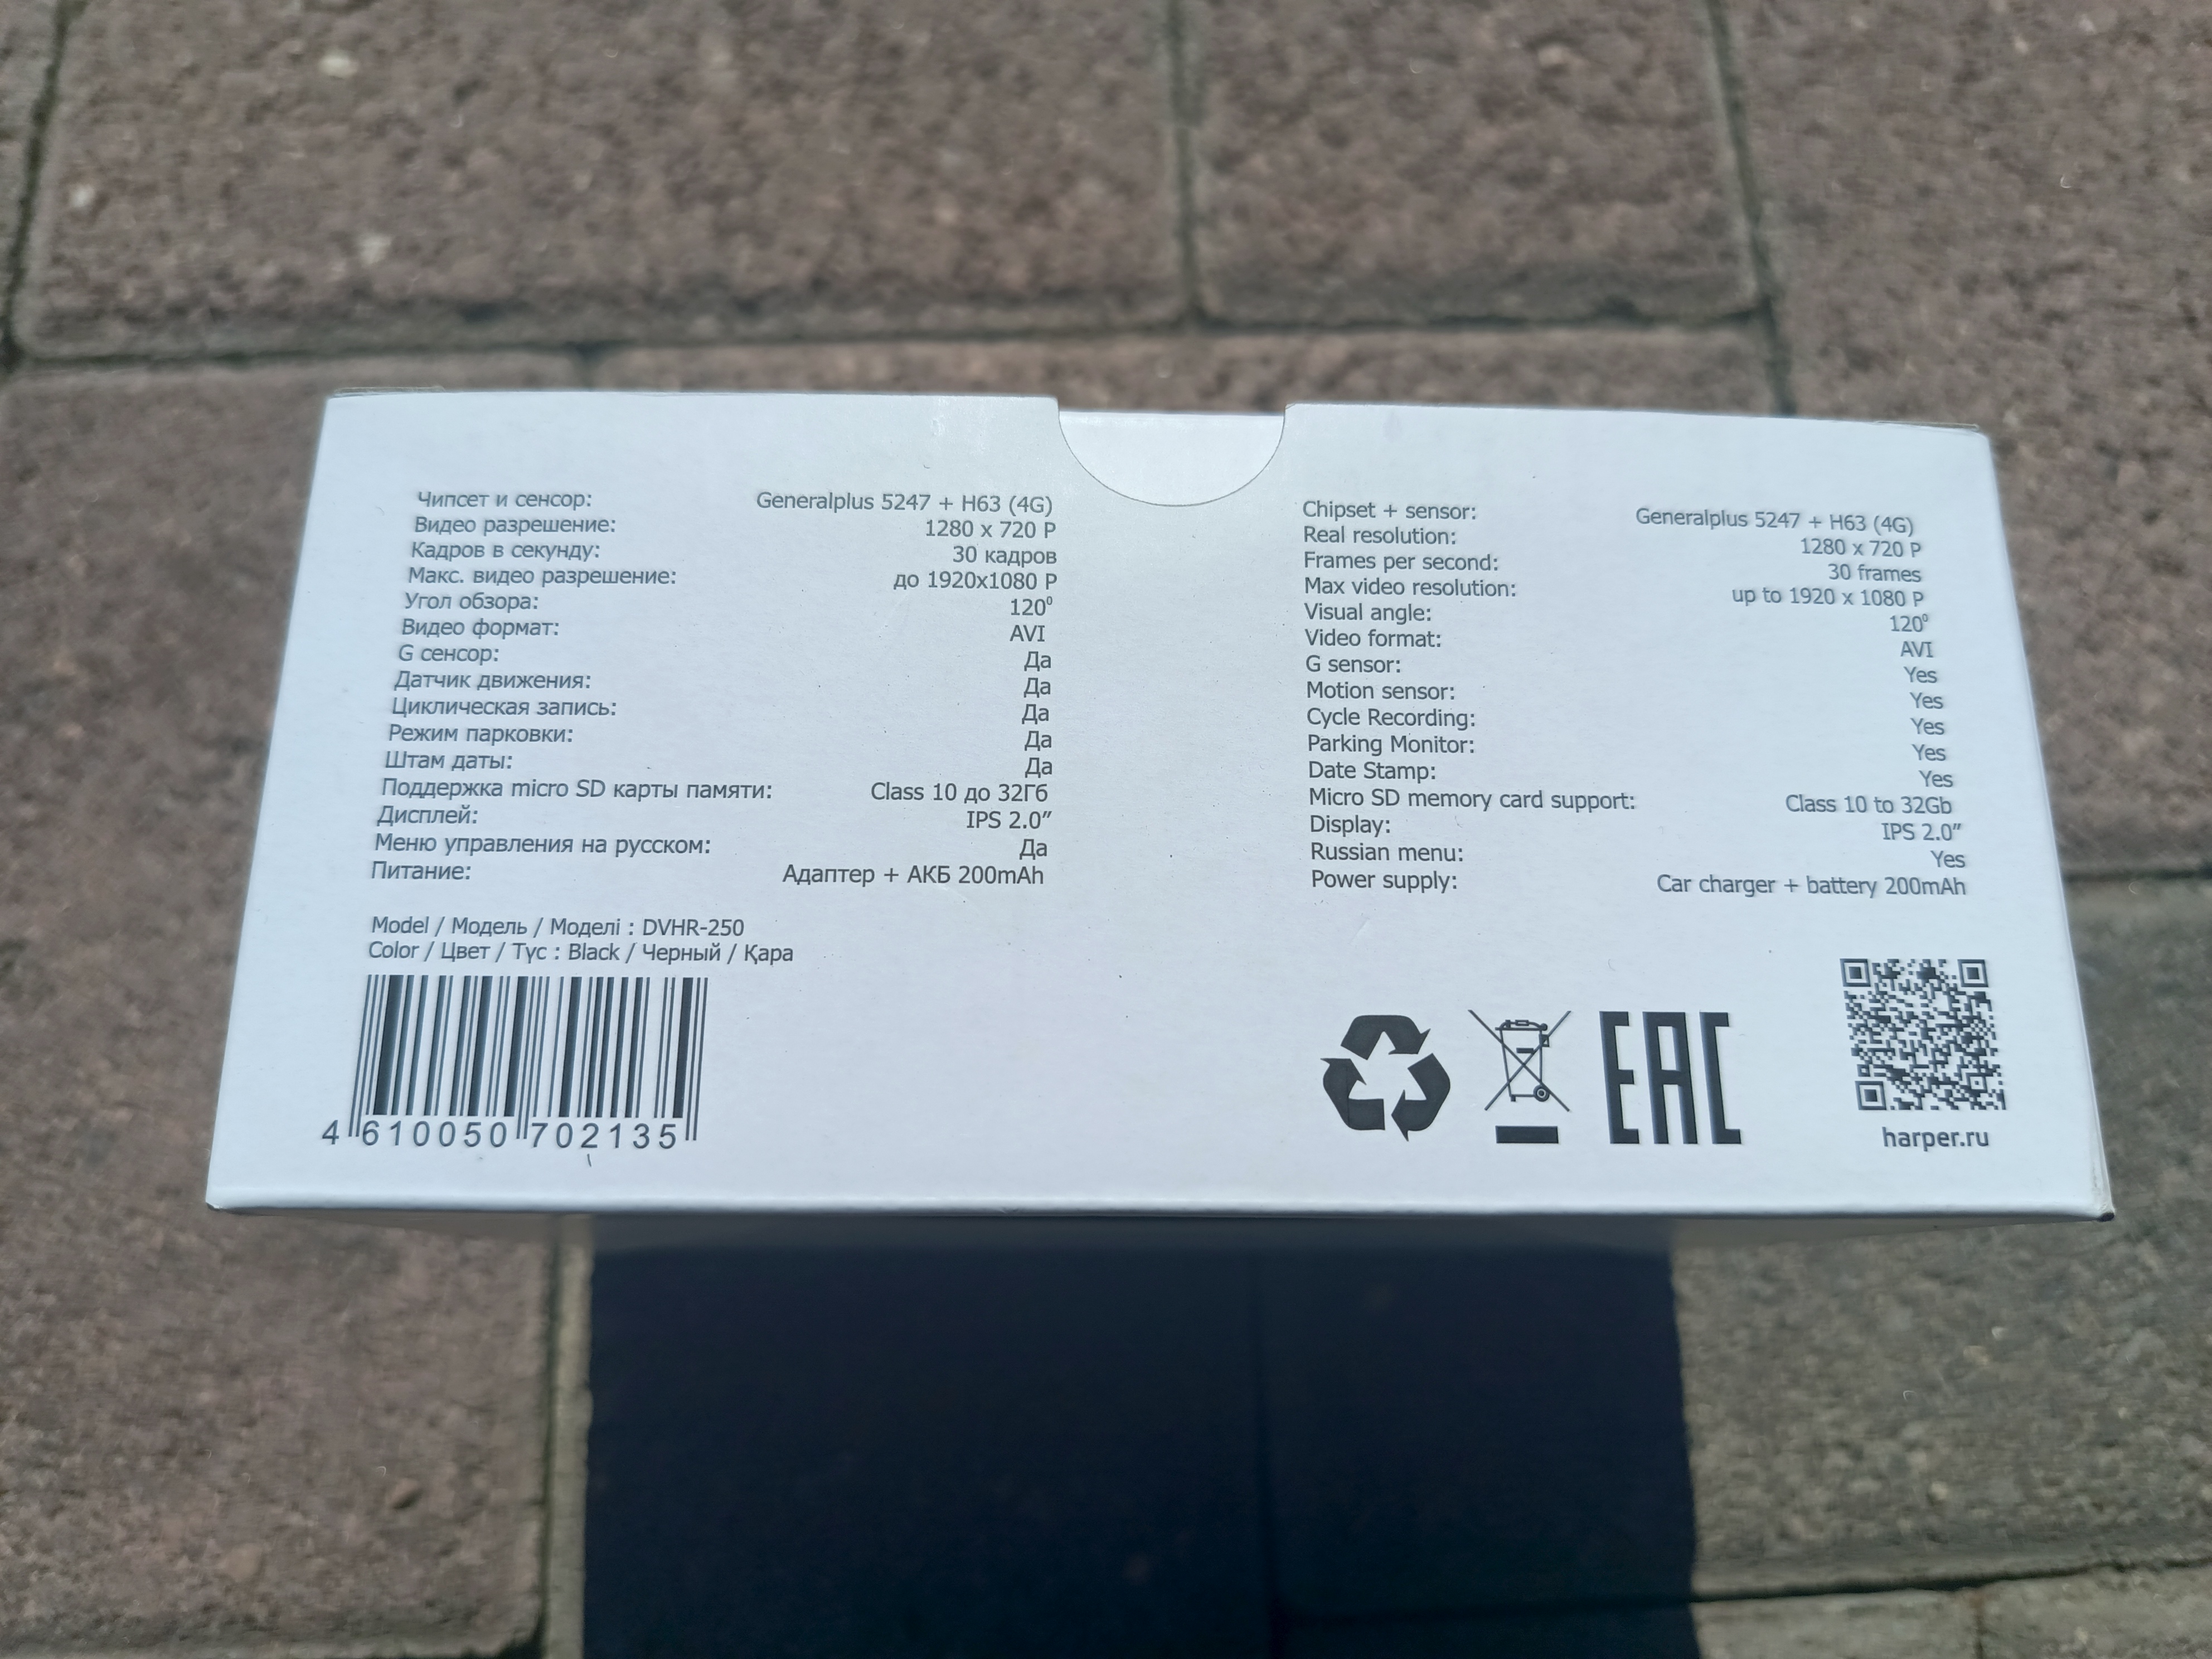 Чипсет и сенсор: Generalplus 5247 + H63 (4G)
Видео разрешение: 1280 x 720 P
Кадров в секунду: 30 кадров
Макс. видео разрешение: до 1920x1080 P
Угол обзора: 120⁰
Видео формат: AVI
G сенсор: Да
Датчик движения: Да
Циклическая запись: Да
Режим парковки: Да
Штам даты: Да
Поддержка micro SD карты памяти: Class 10 до 32Гб
Дисплей: IPS 2.0″
Меню управления на русском: Да
Питание: Адаптер + АКБ 200mAh
Model / Модель / Моделі : DVHR-250
Color / Цвет / Түс : Black / Черный / Қара
4 610050 702135
Chipset + sensor: Generalplus 5247 + H63 (4G)
Real resolution: 1280 x 720 P
Frames per second: 30 frames
Max video resolution: up to 1920 x 1080 P
Visual angle: 120⁰
Video format: AVI
G sensor: Yes
Motion sensor: Yes
Cycle Recording: Yes
Parking Monitor: Yes
Date Stamp: Yes
Micro SD memory card support: Class 10 to 32Gb
Display: IPS 2.0″
Russian menu: Yes
Power supply: Car charger + battery 200mAh
EAC
harper.ru